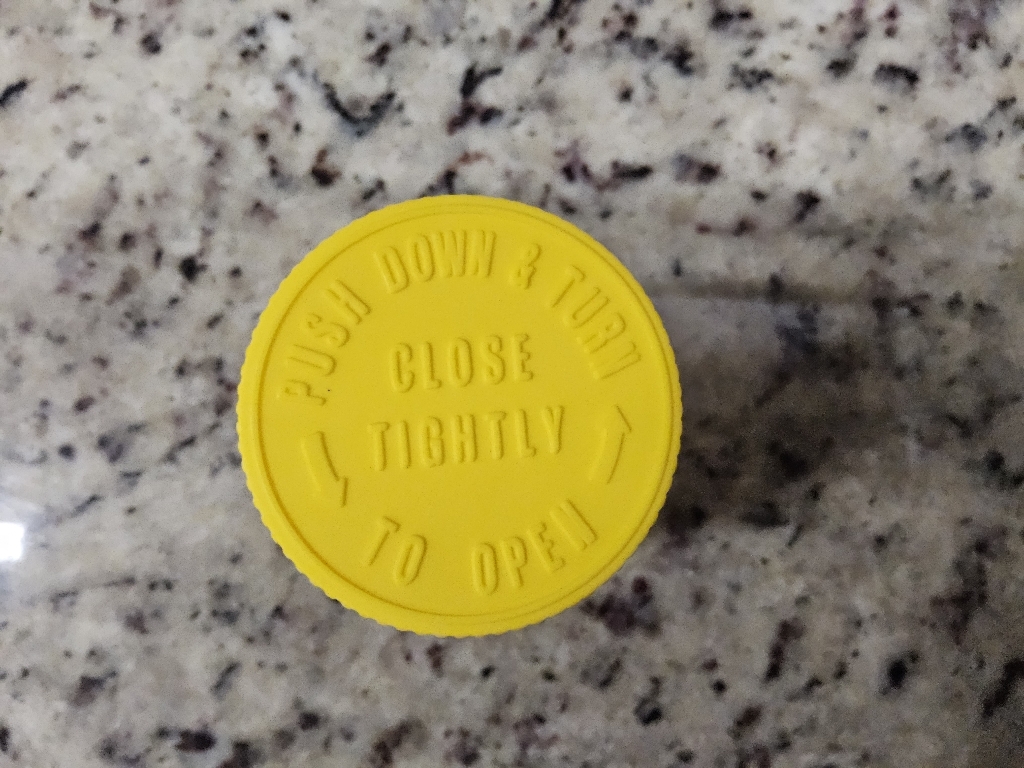 PUSH DOWN & TURN
CLOSE
TIGHTLY
TO OPEN